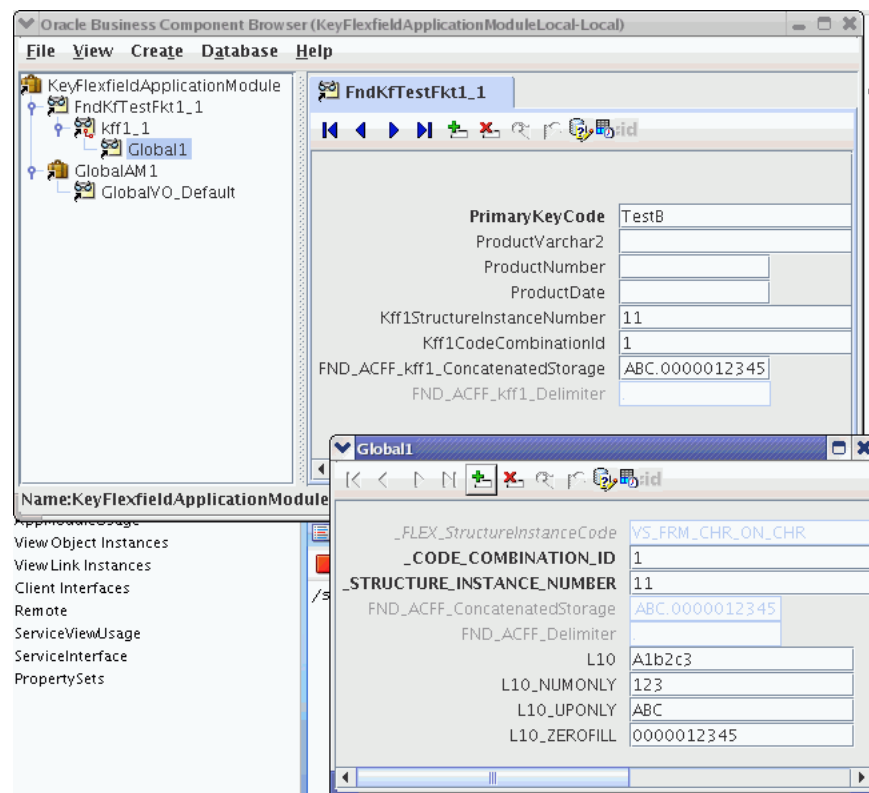 Oracle Business Component Browser (KeyFlexfieldApplicationModuleLocal-Local)
File View Create Database Help
KeyFlexfieldApplicationModule
FndKfTestFkt1_1
kff1_1
Global1
GlobalAM1
GlobalVO_Default
FndKfTestFkt1_1
:id
PrimaryKeyCode TestB
ProductVarchar2
ProductNumber
ProductDate
Kff1StructureInstanceNumber 11
Kff1CodeCombinationId 1
FND_ACFF_kff1_ConcatenatedStorage ABC.0000012345
FND_ACFF_kff1_Delimiter .
Name:KeyFlexfieldApplicationModule
AppModuleUsage
View Object Instances
View Link Instances
Client Interfaces
Remote
ServiceViewUsage
ServiceInterface
PropertySets
/s
Global1
:id
_FLEX_StructureInstanceCode VS_FRM_CHR_ON_CHR
_CODE_COMBINATION_ID 1
_STRUCTURE_INSTANCE_NUMBER 11
FND_ACFF_ConcatenatedStorage ABC.0000012345
FND_ACFF_Delimiter .
L10 A1b2c3
L10_NUMONLY 123
L10_UPONLY ABC
L10_ZEROFILL 0000012345